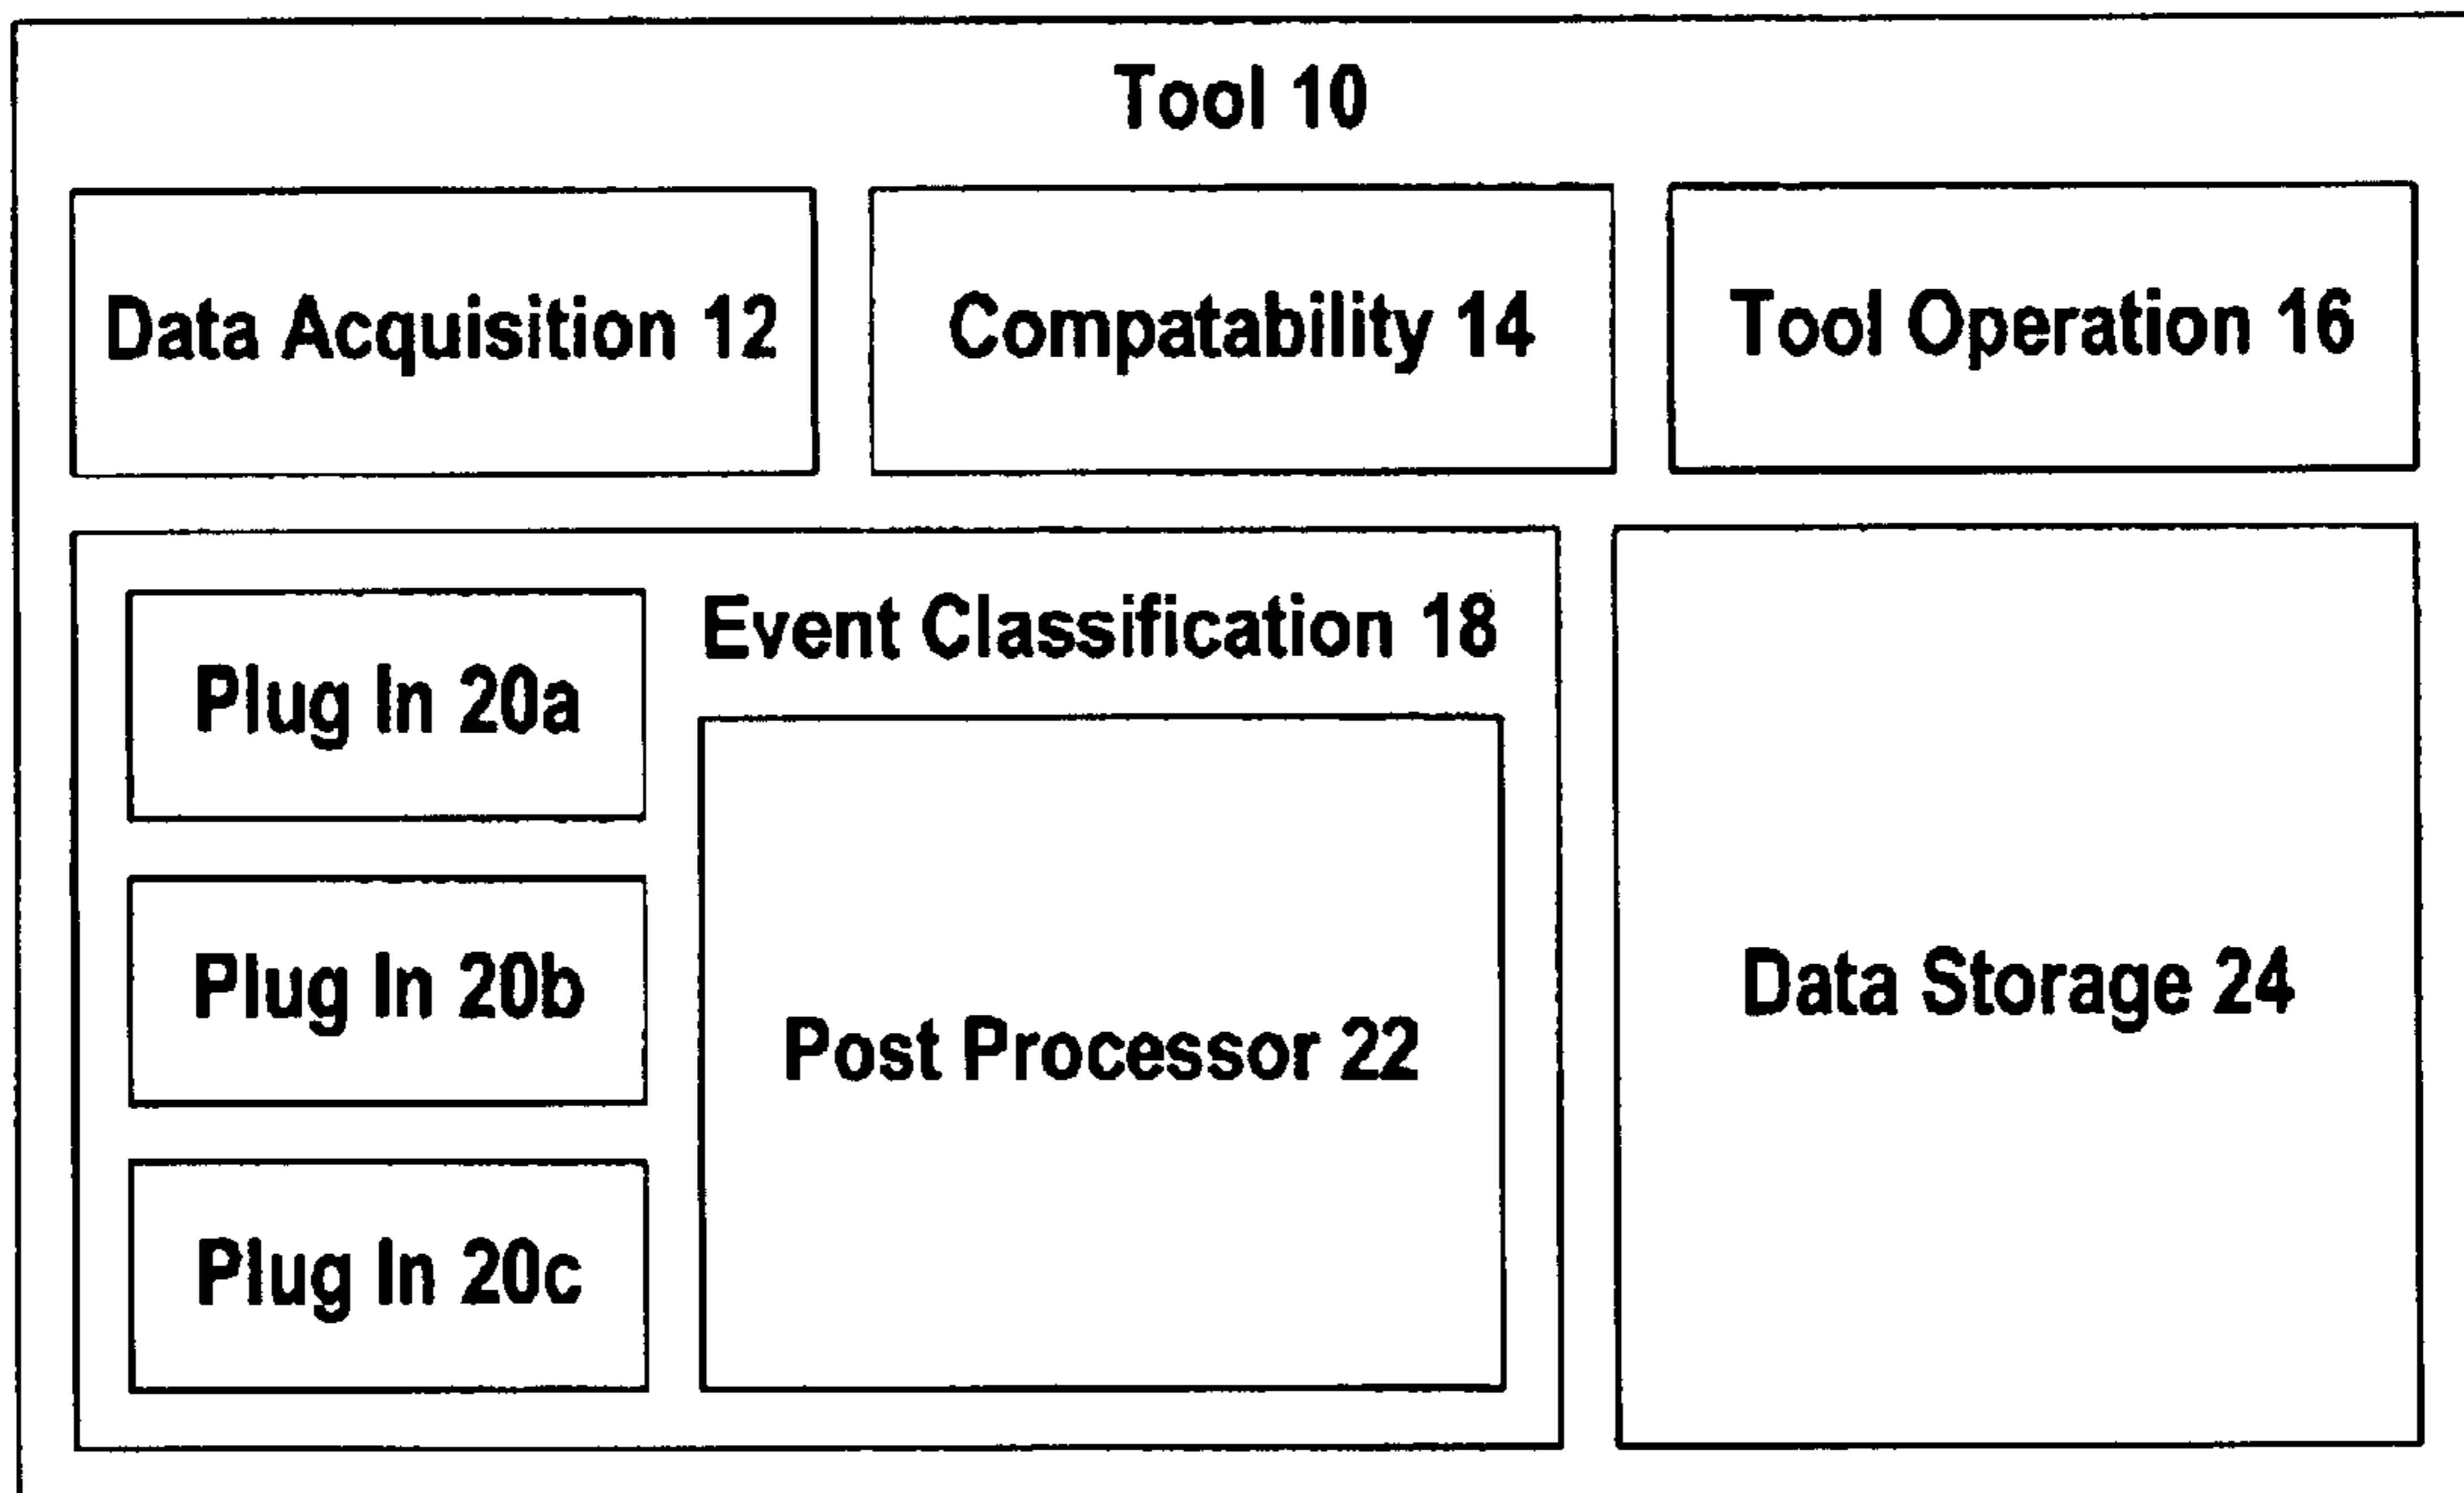 Tool 10
Data Acquisition 12
Compatability 14
Tool Operation 16
Event Classification 18
Plug In 20a
Plug In 20b
Plug In 20c
Post Processor 22
Data Storage 24